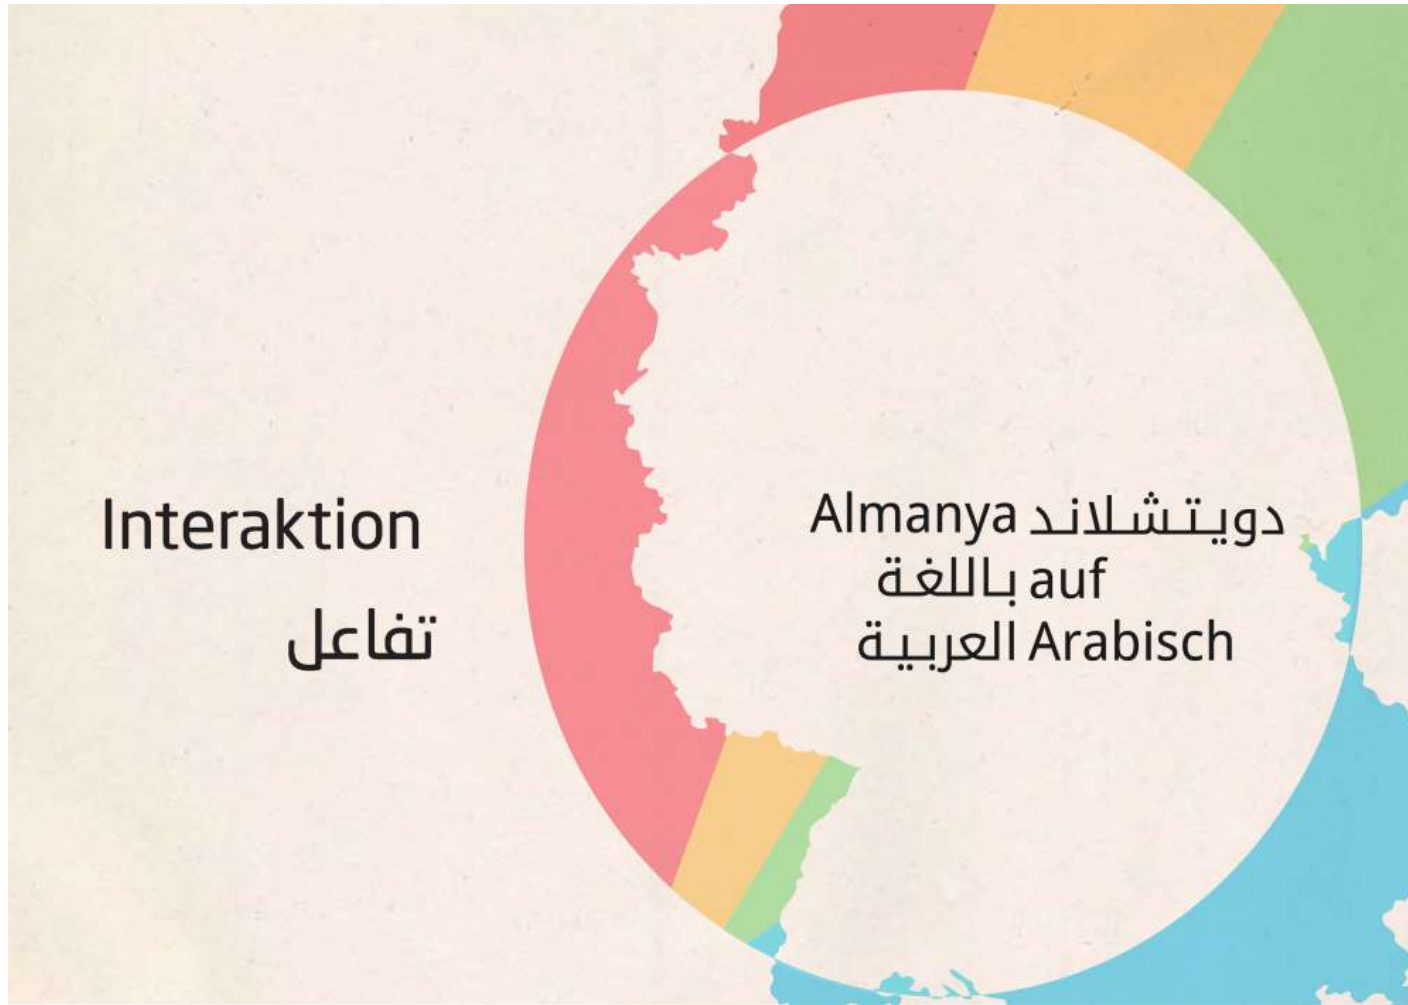 Interaktion
تفاعل
Almanya دويتشلاند
auf باللغة
Arabisch العربية